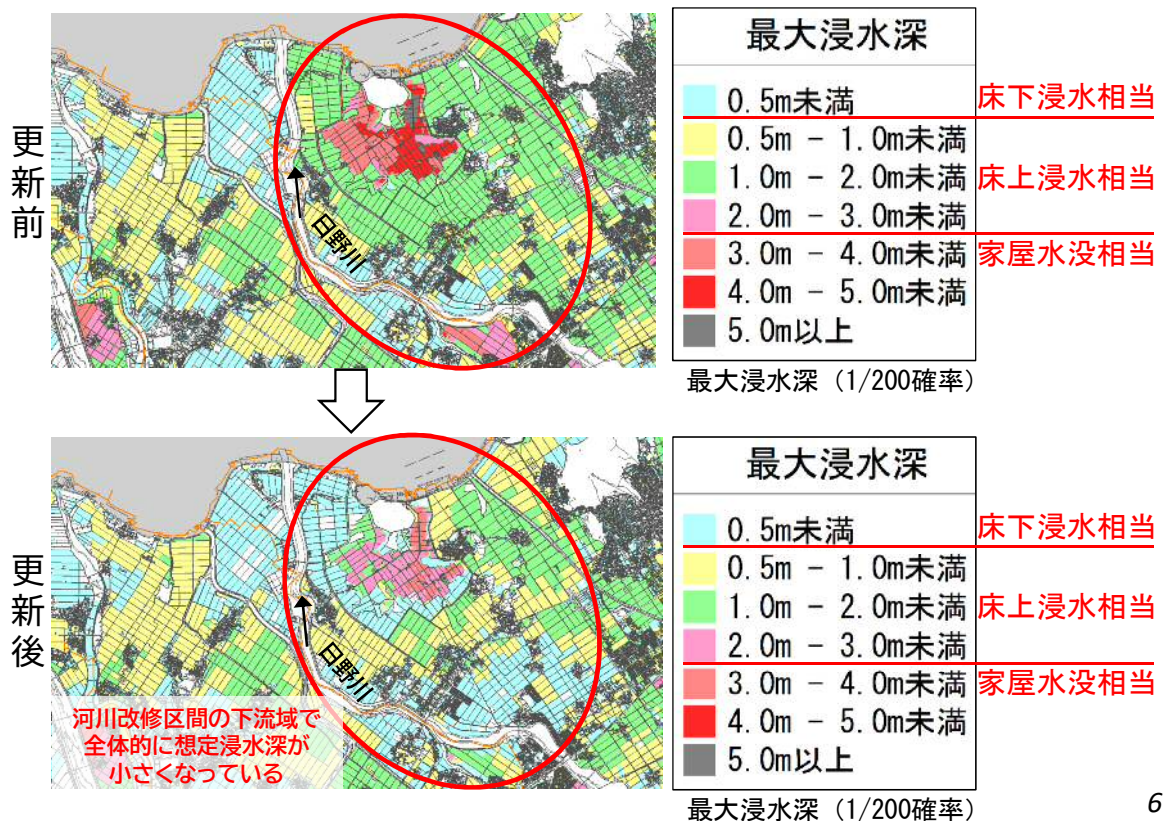 更新前
日野川
最大浸水深
0.5m未満
床下浸水相当
0.5m - 1.0m未満
1.0m - 2.0m未満
床上浸水相当
2.0m - 3.0m未満
3.0m - 4.0m未満
家屋水没相当
4.0m - 5.0m未満
5.0m以上
最大浸水深（1/200確率）
更新後
日野川
河川改修区間の下流域で
全体的に想定浸水深が
小さくなっている
最大浸水深
0.5m未満
床下浸水相当
0.5m - 1.0m未満
1.0m - 2.0m未満
床上浸水相当
2.0m - 3.0m未満
3.0m - 4.0m未満
家屋水没相当
4.0m - 5.0m未満
5.0m以上
最大浸水深（1/200確率）
6